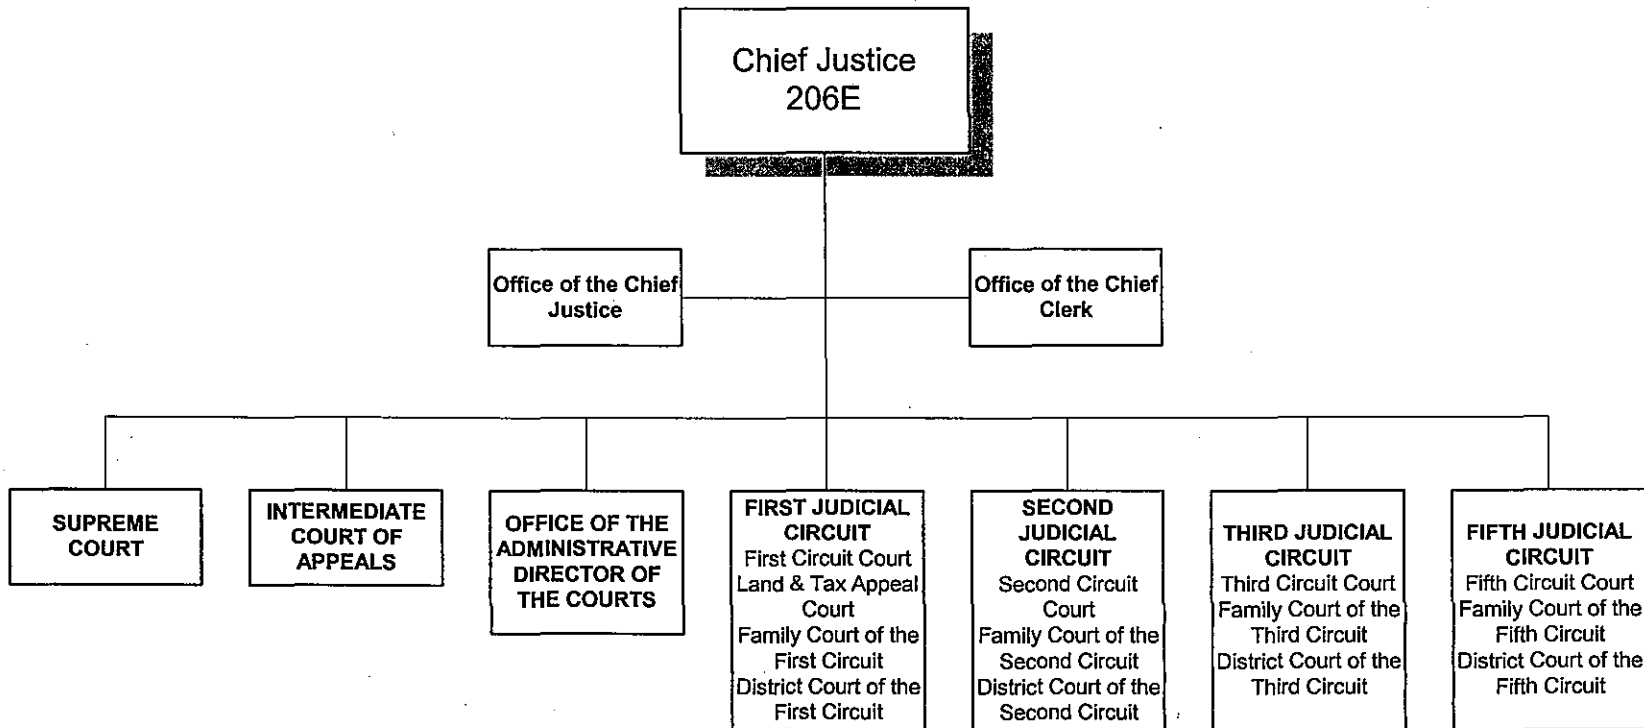 Chief Justice
206E
Office of the Chief
Justice
Office of the Chief
Clerk
SUPREME
COURT
INTERMEDIATE
COURT OF
APPEALS
OFFICE OF THE
ADMINISTRATIVE
DIRECTOR OF
THE COURTS
FIRST JUDICIAL
CIRCUIT
First Circuit Court
Land & Tax Appeal
Court
Family Court of the
First Circuit
District Court of the
First Circuit
SECOND
JUDICIAL
CIRCUIT
Second Circuit
Court
Family Court of the
Second Circuit
District Court of the
Second Circuit
THIRD JUDICIAL
CIRCUIT
Third Circuit Court
Family Court of the
Third Circuit
District Court of the
Third Circuit
FIFTH JUDICIAL
CIRCUIT
Fifth Circuit Court
Family Court of the
Fifth Circuit
District Court of the
Fifth Circuit